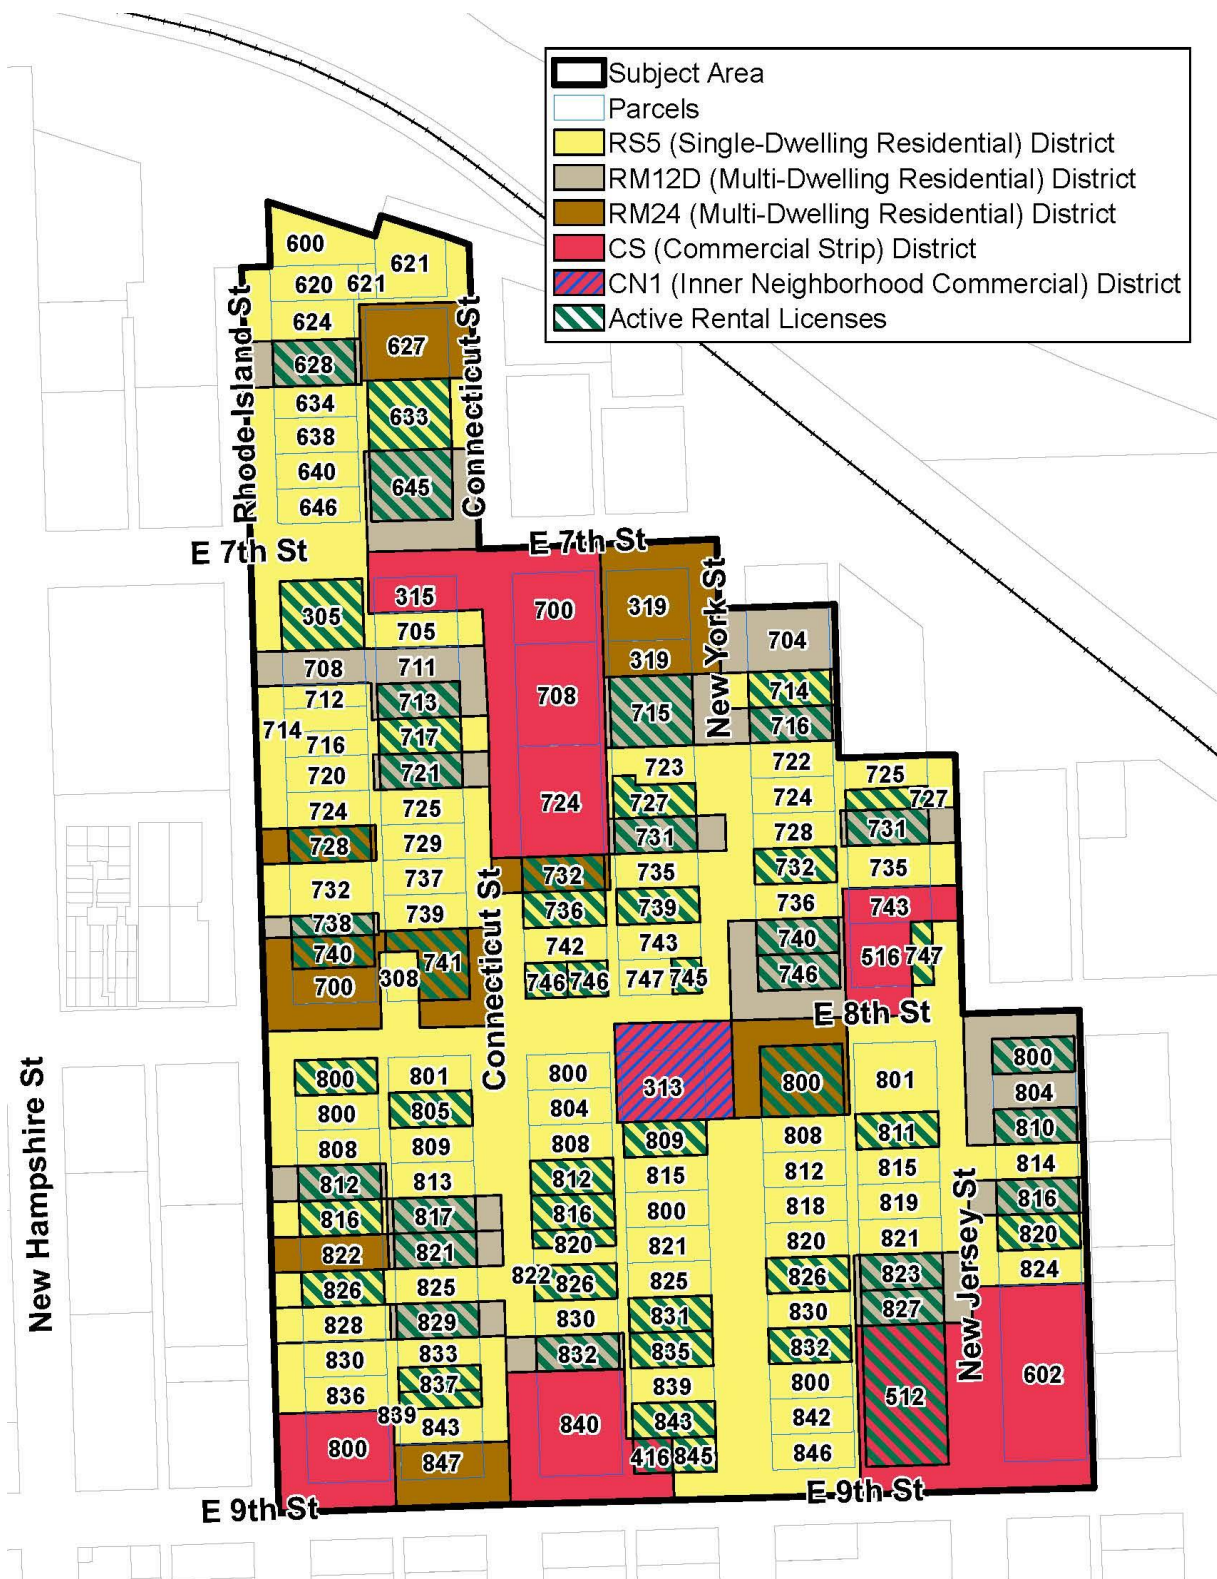 Subject Area
Parcels
RS5 (Single-Dwelling Residential) District
RM12D (Multi-Dwelling Residential) District
RM24 (Multi-Dwelling Residential) District
CS (Commercial Strip) District
CN1 (Inner Neighborhood Commercial) District
Active Rental Licenses
600
621
620 621
624
627
628
634 633
638
640 645
646
Rhode Island St
Connecticut St
E 7th St
E 7th St
New York St
305 315 700 319
705
708 711 319 704
712 713 708 715 714
714 717 716
716
720 721 723 722 725
724 725 724 727 724 727
728 729 731 728 731
732 737 732 735 732 735
738 739 736 739 736 743
740 741 742 743 740 516 747
700 308 746 746 747 745 746
Connecticut St
E 8th St
New Hampshire St
800 801 800 313 800 801 800
800 805 804 804
808 809 808 809 808 811 810
812 813 812 815 812 815 814
816 817 816 800 818 819 816
822 821 820 821 820 821 820
826 825 822 826 825 826 823 824
828 829 830 831 830 827
830 833 832 835 832
836 837 839 800 512 602
839 843 840 843 842
800 847 416 845 846
New Jersey St
E 9th St
E 9th St